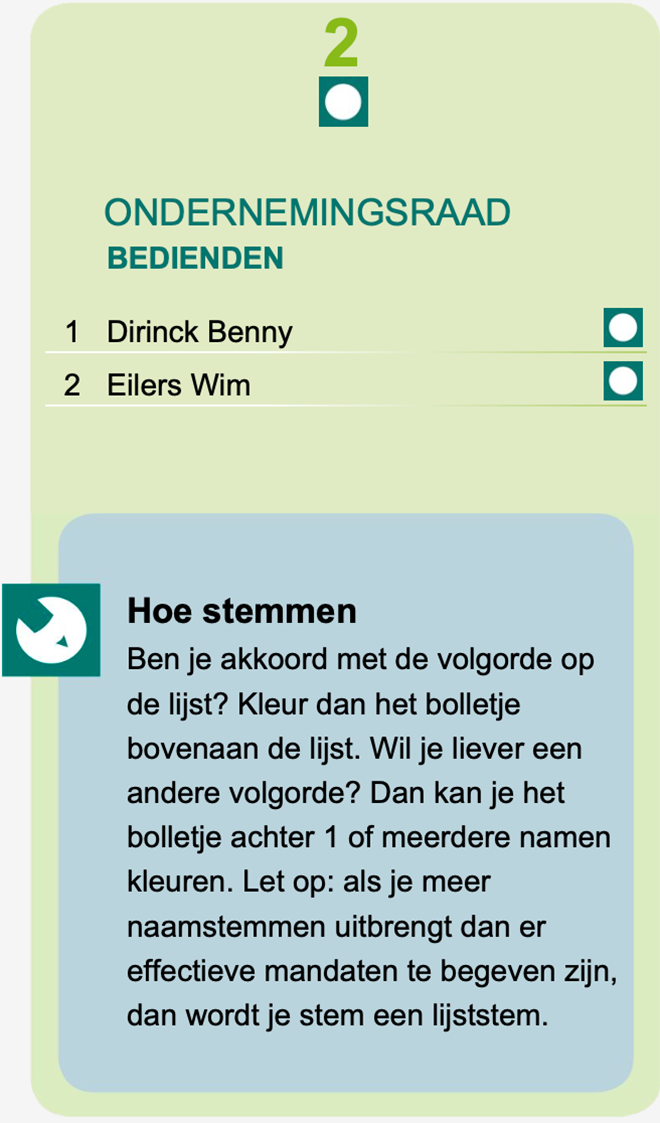 2
ONDERNEMINGSRAAD
BEDIENDEN
1 Dirinck Benny
2 Eilers Wim
Hoe stemmen
Ben je akkoord met de volgorde op
de lijst? Kleur dan het bolletje
bovenaan de lijst. Wil je liever een
andere volgorde? Dan kan je het
bolletje achter 1 of meerdere namen
kleuren. Let op: als je meer
naamstemmen uitbrengt dan er
effectieve mandaten te begeven zijn,
dan wordt je stem een lijststem.